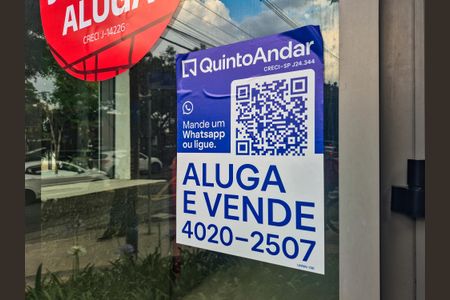 ALUGA
CRECI J-14226
QuintoAndar
CRECI-SP J24.344
Mande um
Whatsapp
ou ligue.
ALUGA
E VENDE
4020-2507